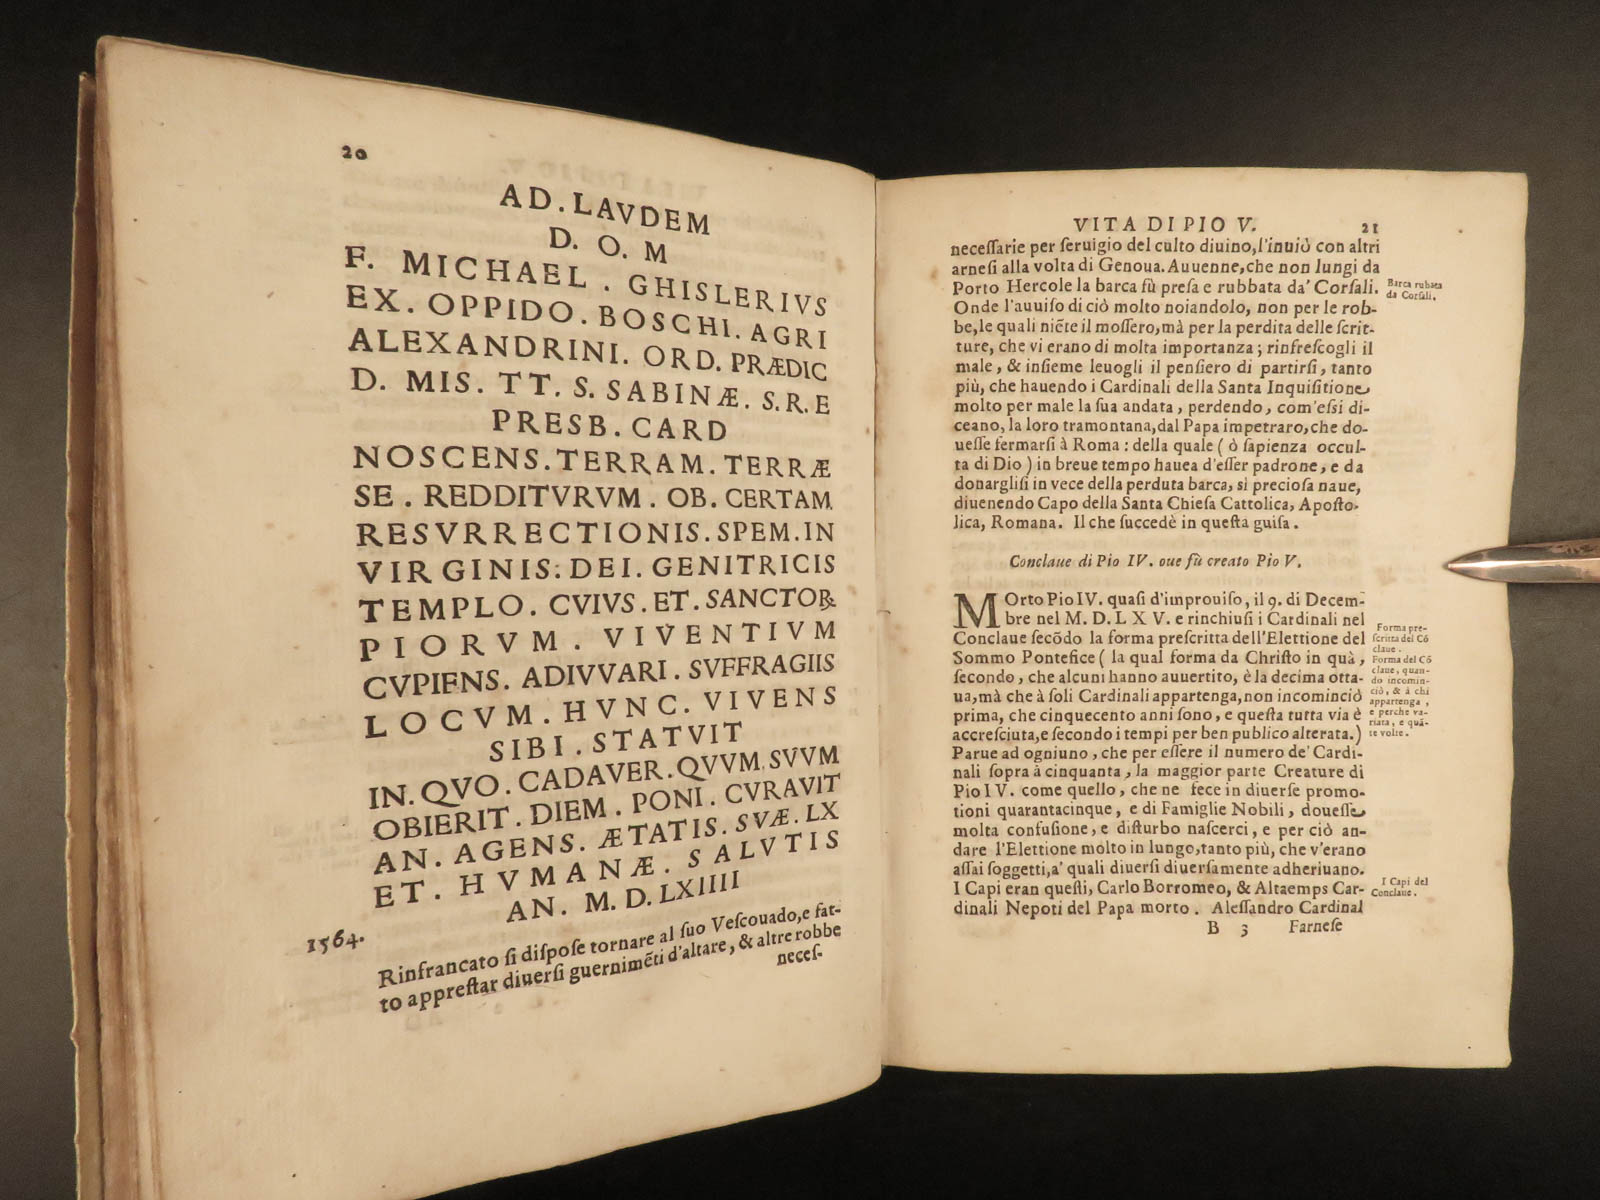 20
AD. LAVDEM
D. O. M
F. MICHAEL. GHISLERIVS
EX. OPPIDO. BOSCHI. AGRI
ALEXANDRINI. ORD. PRÆDIC
D. MIS. TT. S. SABINÆ. S.R.E
PRESB. CARD
NOSCENS. TERRAM. TERRÆ
SE. REDDITVRVM. OB. CERTAM
RESVRRECTIONIS. SPEM. IN
VIRGINIS: DEI. GENITRICIS
TEMPLO. CVIVS. ET. SANCTOꝜ
PIORVM. VIVENTIVM
CVPIENS. ADIVVARI. SVFFRAGIIS
LOCVM. HVNC. VIVENS
SIBI. STATVIT
IN. QVO. CADAVER. QVVM. SVVM
OBIERIT. DIEM. PONI. CVRAVIT
AN. AGENS. ÆTATIS. SVÆ. LX
ET. HVMANÆ. SALVTIS
AN. M. D. LXIIII
1564.
Rinfrancato ſi diſpoſe tornare al ſuo Veſcouado, e fat-
to appreſtar diuerſi guernimẽti d'altare, & altre robbe
neceſ-
VITA DI PIO V.
21
neceſſarie per ſeruigio del culto diuino, l'inuiò con altri
arneſi alla volta di Genoua. Auuenne, che non lungi da
Porto Hercole la barca fù preſa e rubbata da' Corſali.
Barca rubata
da Corſali.
Onde l'auuiſo di ciò molto noiandolo, non per le rob-
be, le quali niẽte il moſſero, mà per la perdita delle ſcrit-
ture, che vi erano di molta importanza; rinfreſcogli il
male, & inſieme leuogli il penſiero di partirſi, tanto
più, che hauendo i Cardinali della Santa Inquiſitione
molto per male la ſua andata, perdendo, com'eſſi di-
ceano, la loro tramontana, dal Papa impetraro, che do-
ueſſe fermarſi à Roma: della quale (ò ſapienza occul-
ta di Dio) in breue tempo hauea d'eſſer padrone, e da
donarglisi in vece della perduta barca, sì precioſa naue,
diuenendo Capo della Santa Chieſa Cattolica, Apoſto-
lica, Romana. Il che ſuccedè in queſta guiſa.
Conclaue di Pio IV. oue fù creato Pio V.
MOrto Pio IV. quaſi d'improuiſo, il 9. di Decem-
bre nel M. D. L X V. e rinchiuſi i Cardinali nel
Conclaue ſecõdo la forma preſcritta dell'Elettione del
Sommo Pontefice (la qual forma da Chriſto in quà,
ſecondo, che alcuni hanno auuertito, è la decima otta-
ua, mà che à ſoli Cardinali appartenga, non incominciò
prima, che cinquecento anni ſono, e queſta tutta via è
accreſciuta, e ſecondo i tempi per ben publico alterata.)
Forma pre-
ſcritta del Cõ
claue.
Forma del Cõ
claue, quan-
do incomin-
ciò, & à chi
appartenga,
e perche va-
riata, e quã-
te volte.
Parue ad ogniuno, che per eſſere il numero de' Cardi-
nali ſopra à cinquanta, la maggior parte Creature di
Pio I V. come quello, che ne fece in diuerſe promo-
tioni quarantacinque, e di Famiglie Nobili, doueſſe
molta confuſione, e diſturbo naſcerci, e per ciò an-
dare l'Elettione molto in lungo, tanto più, che v'erano
aſſai ſoggetti, a' quali diuerſi diuerſamente adheriuano.
I Capi eran queſti, Carlo Borromeo, & Altaemps Car-
dinali Nepoti del Papa morto. Aleſſandro Cardinal
I Capi del
Conclaue.
B 3 Farneſe